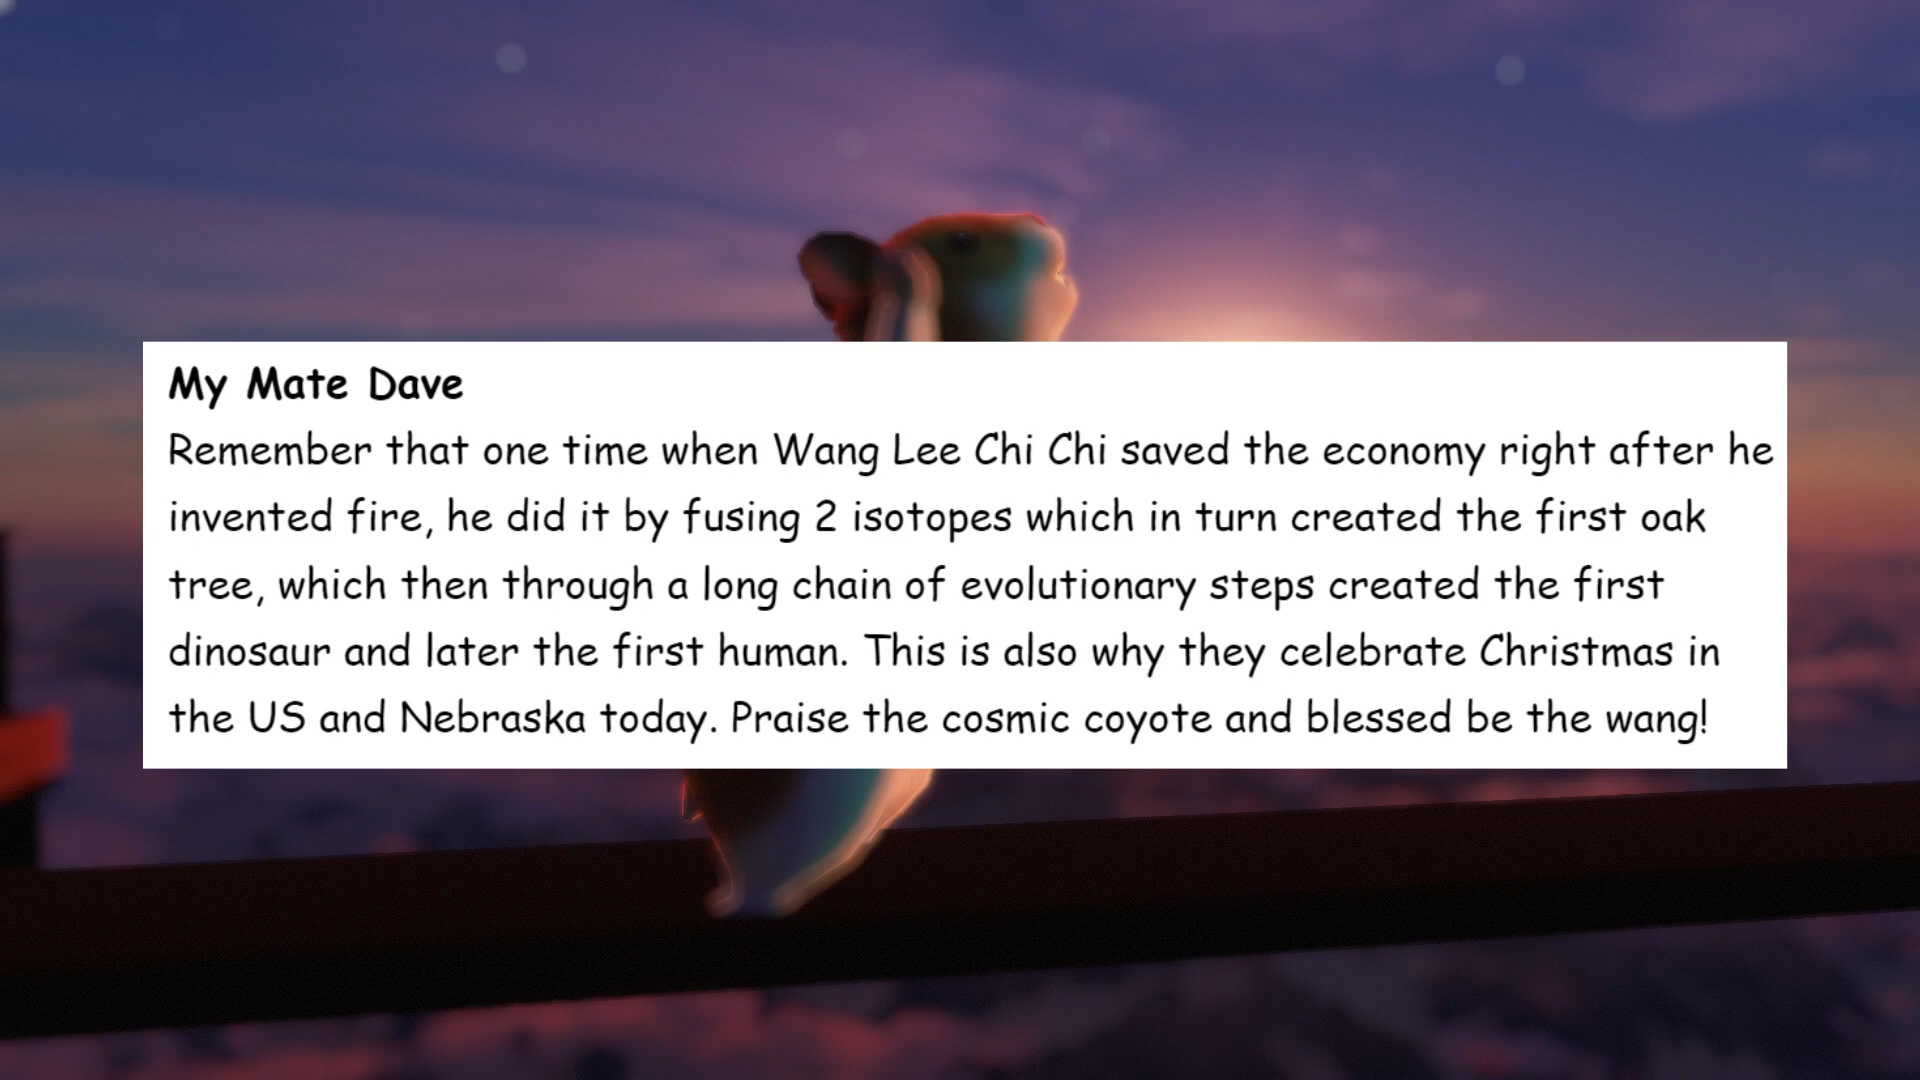 My Mate Dave
Remember that one time when Wang Lee Chi Chi saved the economy right after he
invented fire, he did it by fusing 2 isotopes which in turn created the first oak
tree, which then through a long chain of evolutionary steps created the first
dinosaur and later the first human. This is also why they celebrate Christmas in
the US and Nebraska today. Praise the cosmic coyote and blessed be the wang!